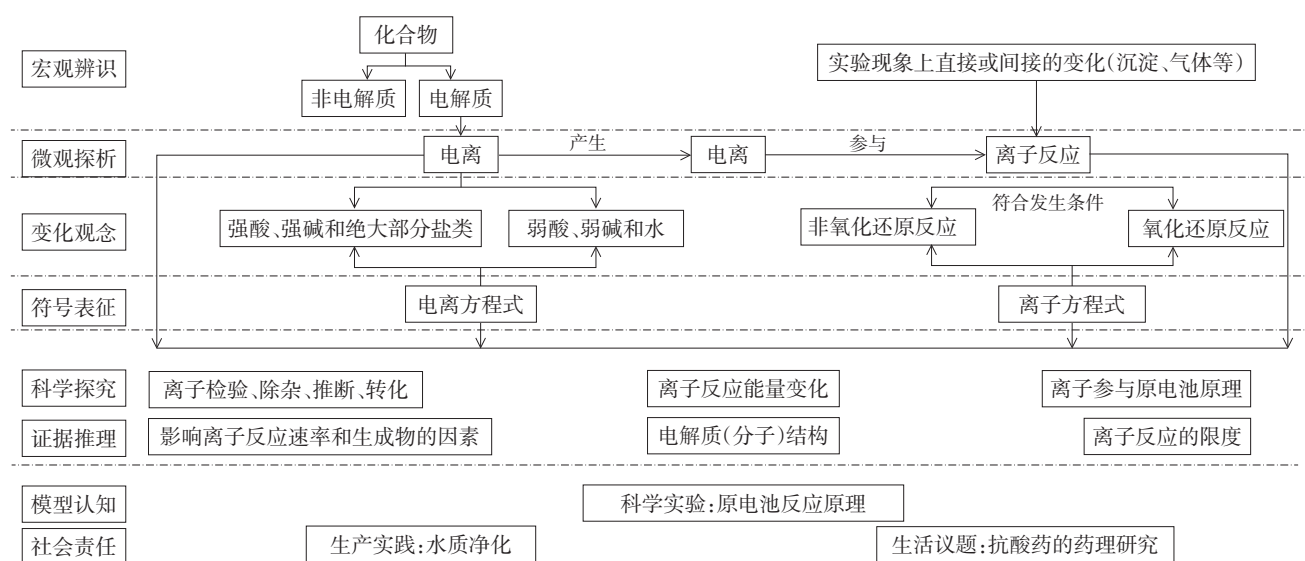 化合物
宏观辨识
实验现象上直接或间接的变化(沉淀、气体等)
非电解质
电解质
微观探析
电离
产生
电离
参与
离子反应
变化观念
强酸、强碱和绝大部分盐类
弱酸、弱碱和水
非氧化还原反应
符合发生条件
氧化还原反应
符号表征
电离方程式
离子方程式
科学探究
离子检验、除杂、推断、转化
离子反应能量变化
离子参与原电池原理
证据推理
影响离子反应速率和生成物的因素
电解质(分子)结构
离子反应的限度
模型认知
科学实验:原电池反应原理
社会责任
生产实践:水质净化
生活议题:抗酸药的药理研究